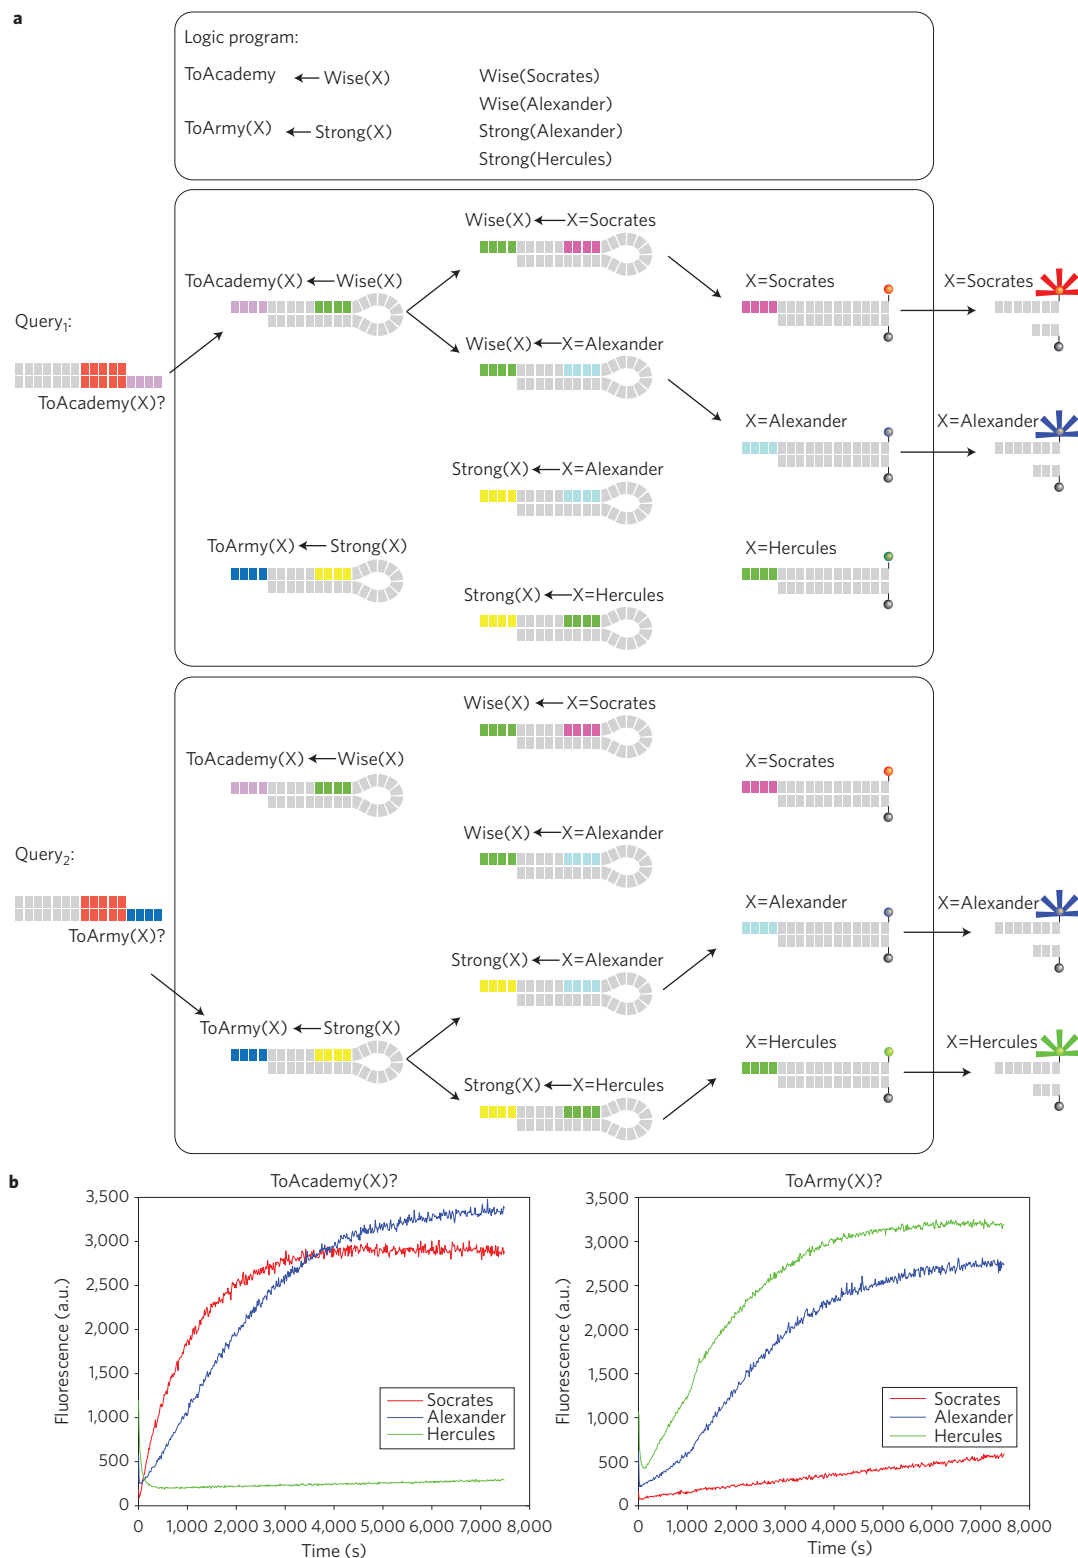 a
Logic program:
ToAcademy ← Wise(X)
Wise(Socrates)
Wise(Alexander)
ToArmy(X) ← Strong(X)
Strong(Alexander)
Strong(Hercules)
Query1:
ToAcademy(X)?
ToAcademy(X) ← Wise(X)
Wise(X) ← X=Socrates
Wise(X) ← X=Alexander
Strong(X) ← X=Alexander
ToArmy(X) ← Strong(X)
Strong(X) ← X=Hercules
X=Socrates
X=Alexander
X=Hercules
X=Socrates
X=Alexander
Query2:
ToArmy(X)?
Wise(X) ← X=Socrates
ToAcademy(X) ← Wise(X)
Wise(X) ← X=Alexander
Strong(X) ← X=Alexander
ToArmy(X) ← Strong(X)
Strong(X) ← X=Hercules
X=Socrates
X=Alexander
X=Hercules
X=Alexander
X=Hercules
b
ToAcademy(X)?
Fluorescence (a.u.)
3,500
3,000
2,500
2,000
1,500
1,000
500
0
0 1,000 2,000 3,000 4,000 5,000 6,000 7,000 8,000
Time (s)
Socrates
Alexander
Hercules
ToArmy(X)?
Fluorescence (a.u.)
3,500
3,000
2,500
2,000
1,500
1,000
500
0
0 1,000 2,000 3,000 4,000 5,000 6,000 7,000 8,000
Time (s)
Socrates
Alexander
Hercules